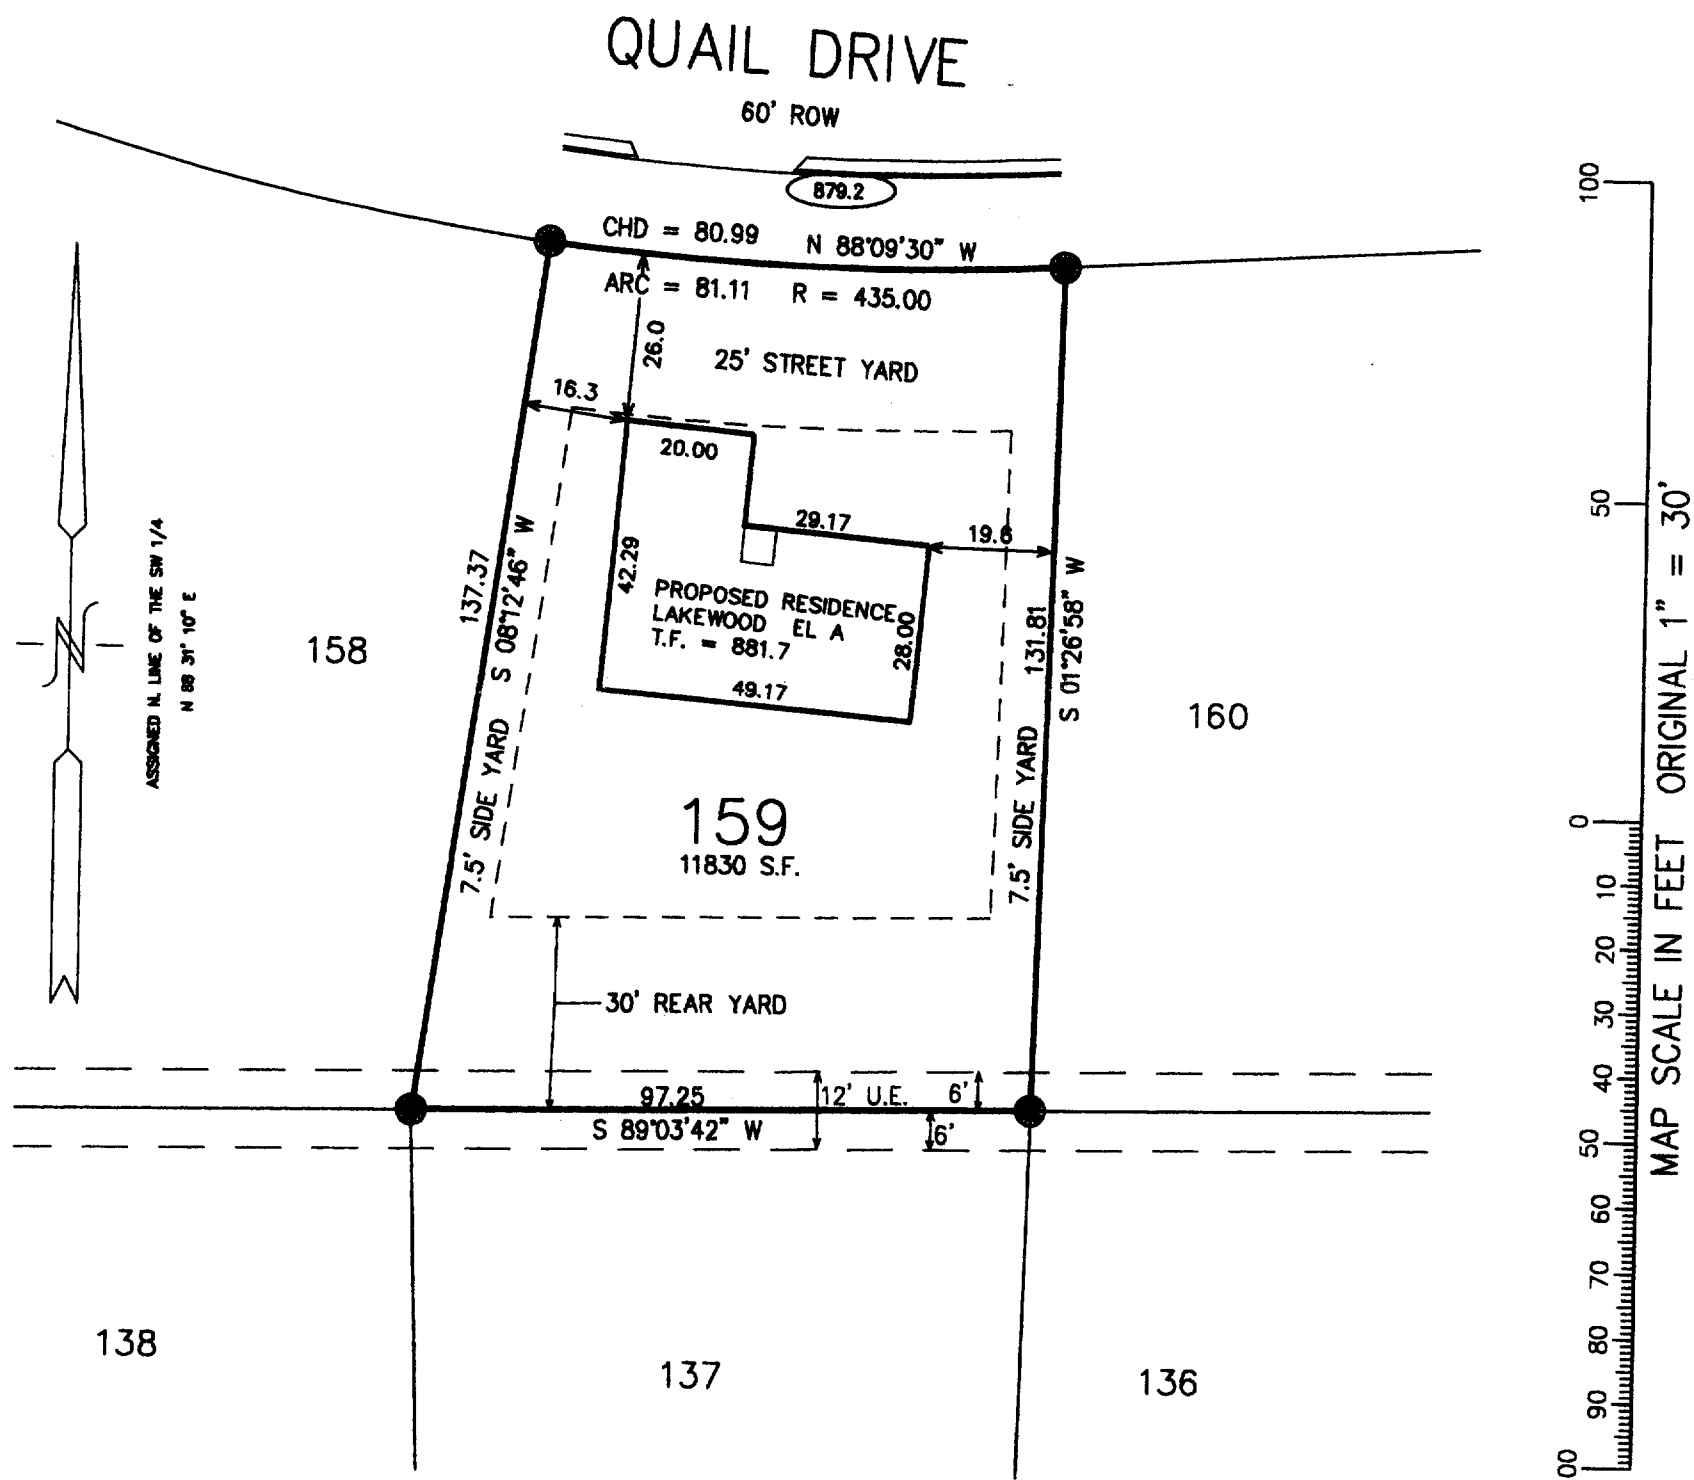 QUAIL DRIVE
60' ROW
879.2
CHD = 80.99 N 88°09'30" W
ARC = 81.11 R = 435.00
26.0
25' STREET YARD
16.3
20.00
29.17
19.6
42.29
PROPOSED RESIDENCE
LAKEWOOD EL A
T.F. = 881.7
28.00
49.17
137.37
S 08°12'46" W
7.5' SIDE YARD
131.81
S 01°26'58" W
7.5' SIDE YARD
ASSIGNED N. LINE OF THE SW 1/4
N 88 31' 10" E
N
158
160
159
11830 S.F.
30' REAR YARD
97.25
S 89°03'42" W
12' U.E.
6'
6'
138
137
136
100
50
0
10
20
30
40
50
60
70
80
90
00
MAP SCALE IN FEET ORIGINAL 1" = 30'